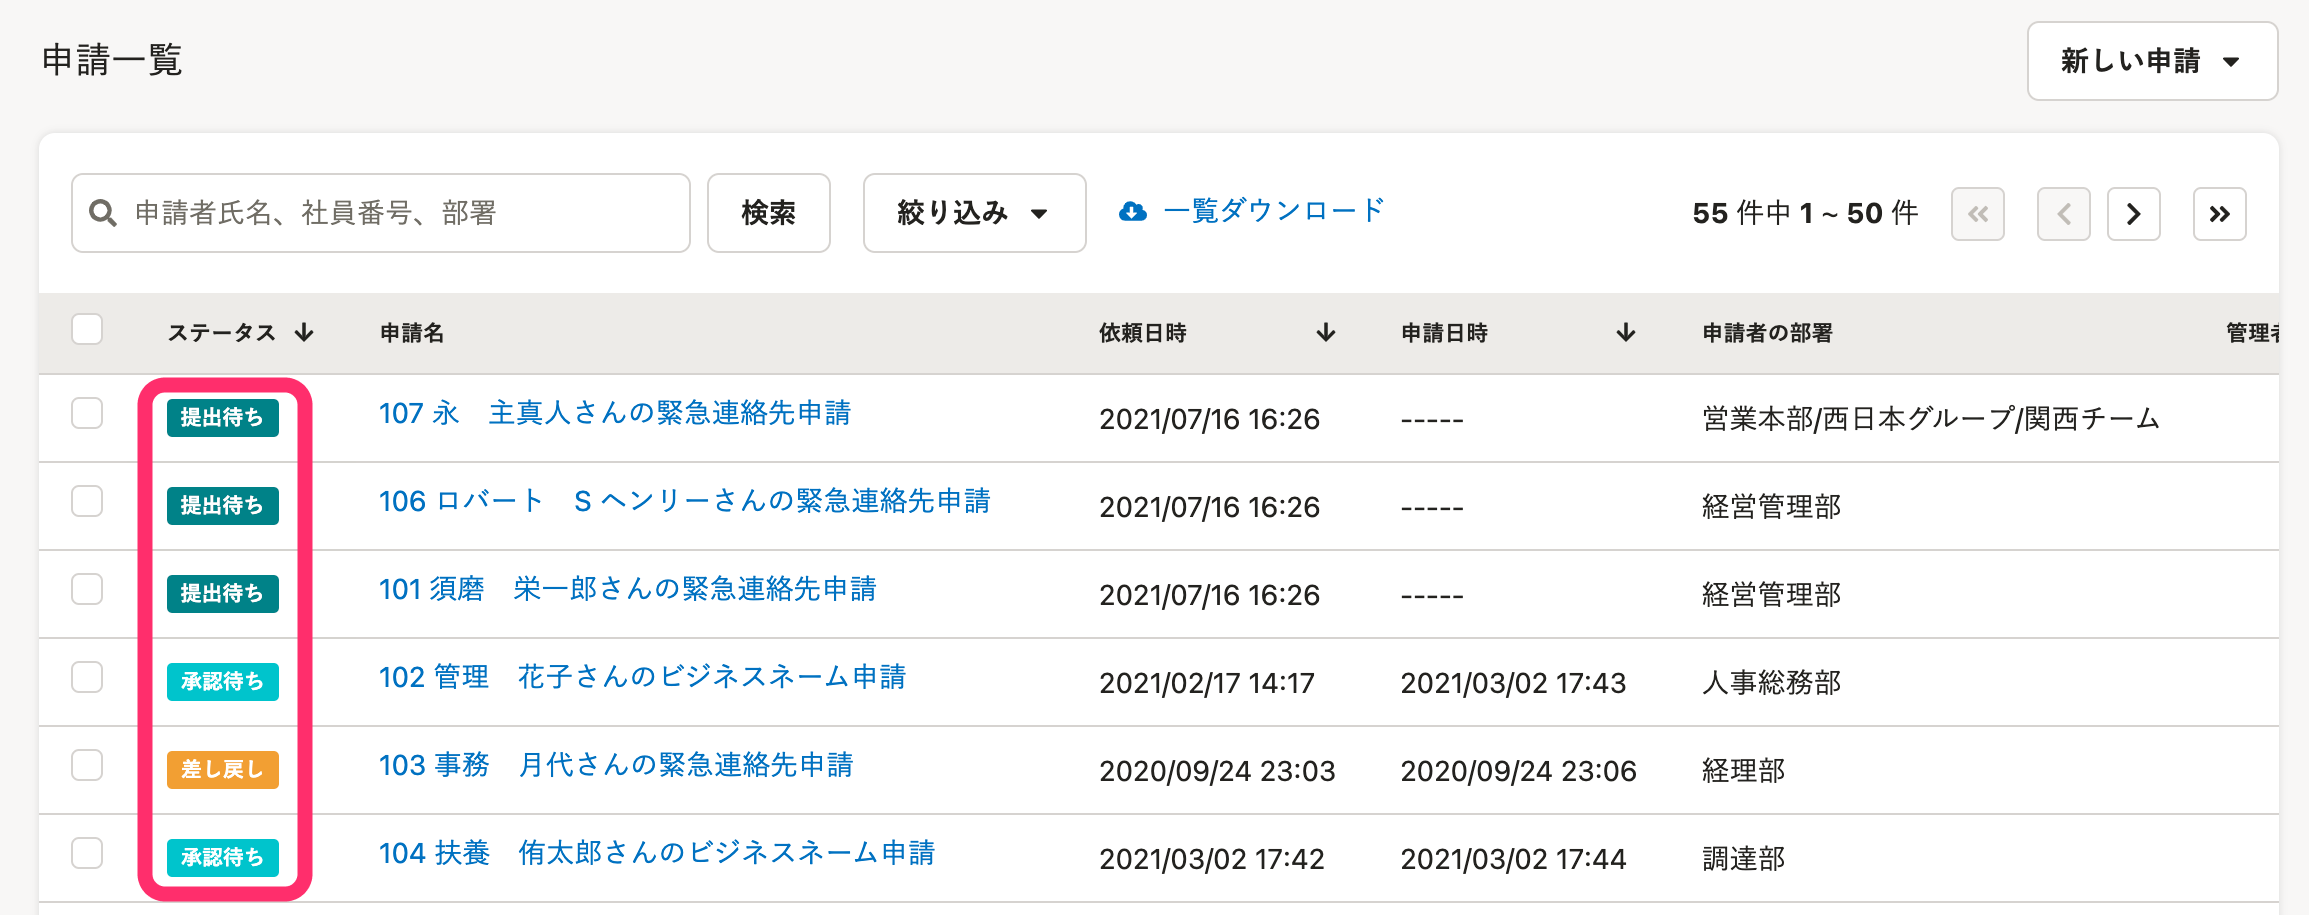 申請一覧
新しい申請
申請者氏名、社員番号、部署
検索
絞り込み
一覧ダウンロード
55 件中 1 ~ 50 件
ステータス 申請名 依頼日時 申請日時 申請者の部署 管理者
提出待ち 107 永　主真人さんの緊急連絡先申請 2021/07/16 16:26 ----- 営業本部/西日本グループ/関西チーム
提出待ち 106 ロバート　S ヘンリーさんの緊急連絡先申請 2021/07/16 16:26 ----- 経営管理部
提出待ち 101 須磨　栄一郎さんの緊急連絡先申請 2021/07/16 16:26 ----- 経営管理部
承認待ち 102 管理　花子さんのビジネスネーム申請 2021/02/17 14:17 2021/03/02 17:43 人事総務部
差し戻し 103 事務　月代さんの緊急連絡先申請 2020/09/24 23:03 2020/09/24 23:06 経理部
承認待ち 104 扶養　侑太郎さんのビジネスネーム申請 2021/03/02 17:42 2021/03/02 17:44 調達部